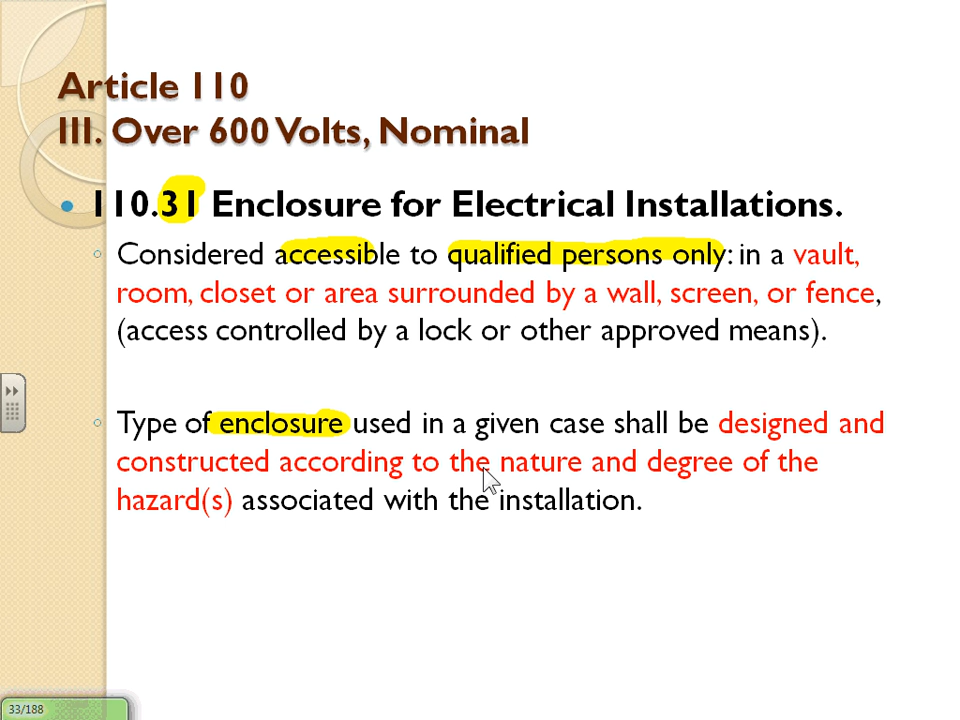 Article 110
III. Over 600 Volts, Nominal
110.31 Enclosure for Electrical Installations.
Considered accessible to qualified persons only: in a vault,
room, closet or area surrounded by a wall, screen, or fence,
(access controlled by a lock or other approved means).
Type of enclosure used in a given case shall be designed and
constructed according to the nature and degree of the
hazard(s) associated with the installation.
33/188